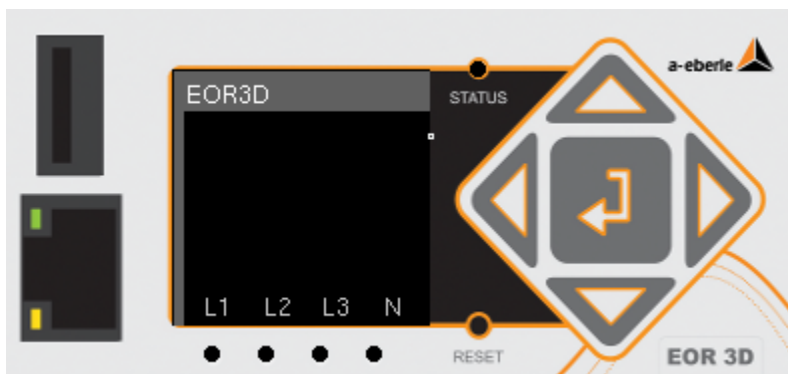 a-eberle
EOR3D
STATUS
L1 L2 L3 N
RESET
EOR 3D